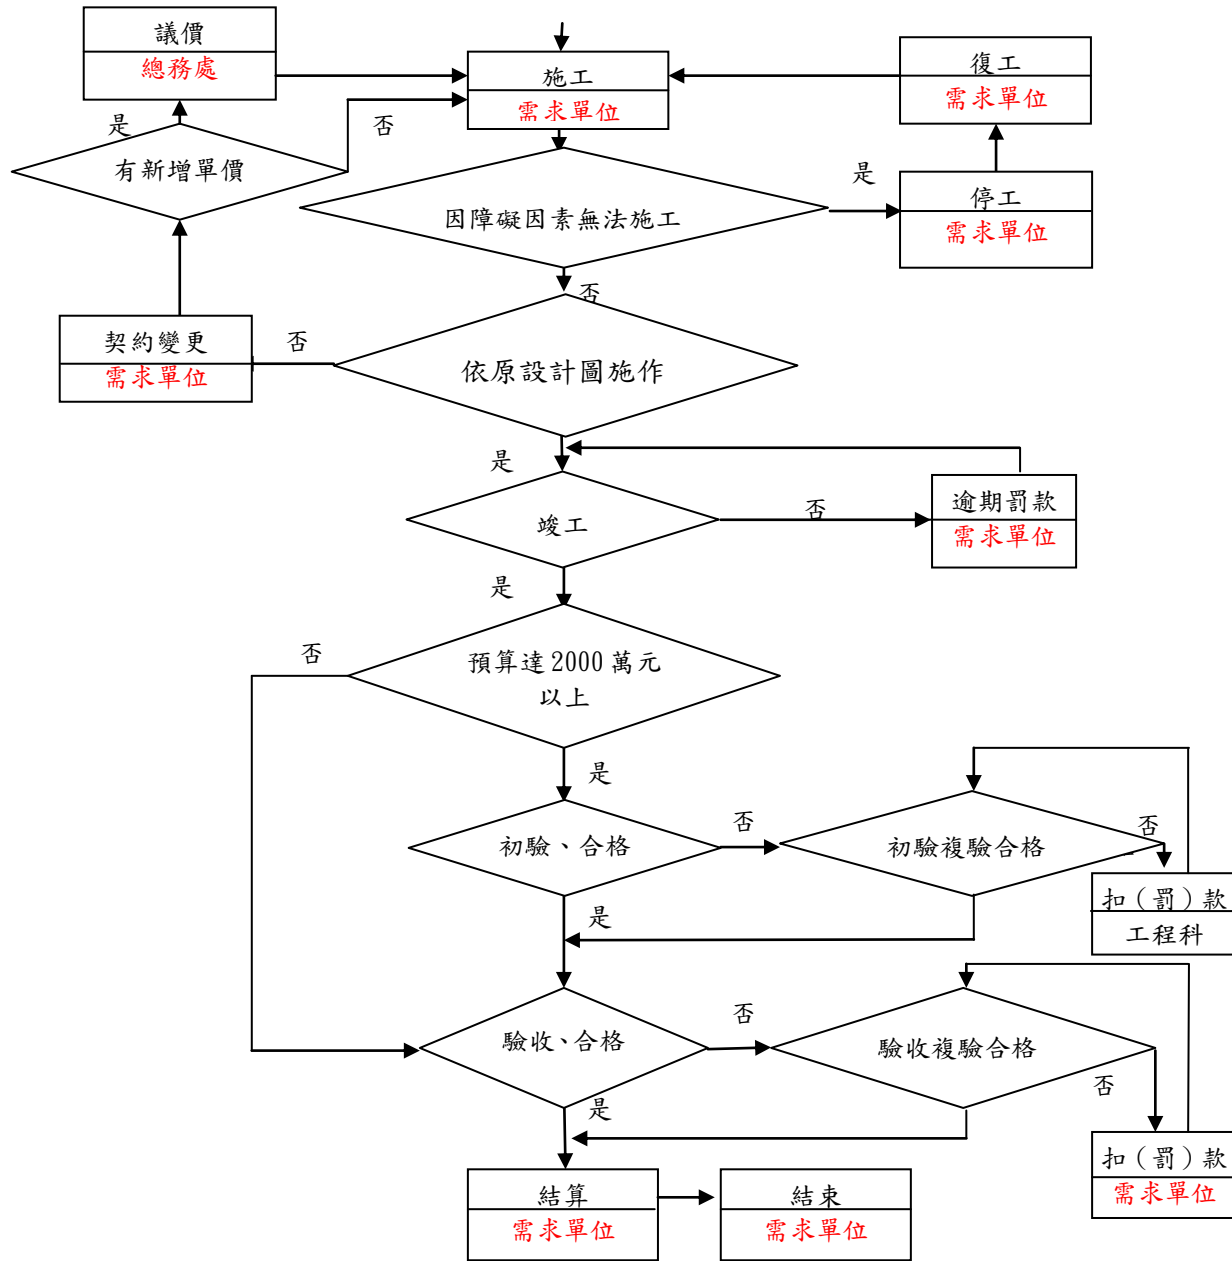 議價
總務處
施工
需求單位
復工
需求單位
是
否
有新增單價
因障礙因素無法施工
是
停工
需求單位
否
契約變更
需求單位
否
依原設計圖施作
是
竣工
否
逾期罰款
需求單位
是
否
預算達2000萬元
以上
是
初驗、合格
否
初驗複驗合格
否
扣（罰）款
工程科
是
驗收、合格
否
驗收複驗合格
否
是
扣（罰）款
需求單位
結算
需求單位
結束
需求單位